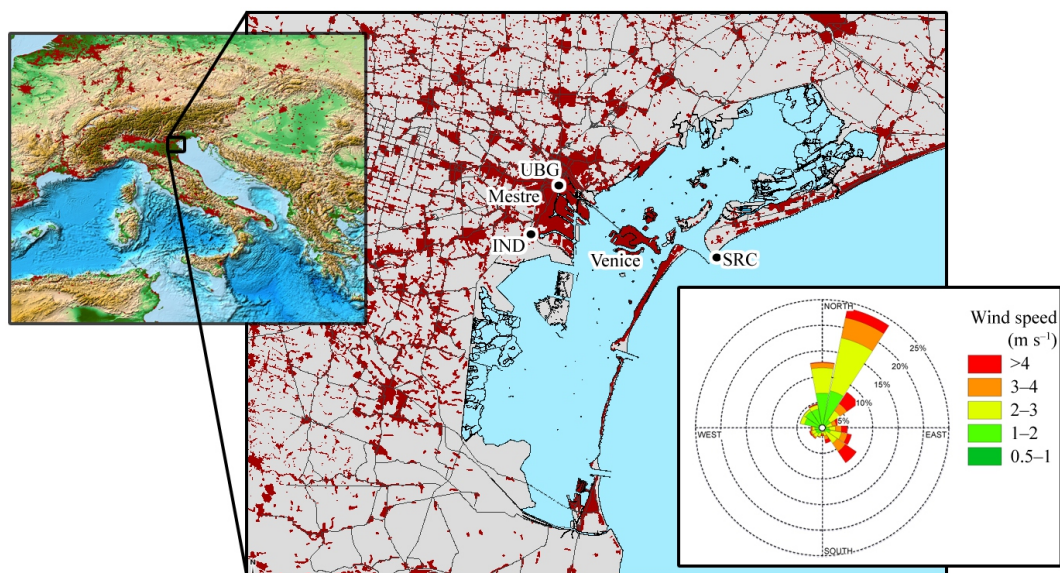 UBG
Mestre
IND
Venice
SRC
NORTH
25%
20%
15%
10%
5%
WEST
EAST
SOUTH
Wind speed
(m s⁻¹)
>4
3–4
2–3
1–2
0.5–1
N